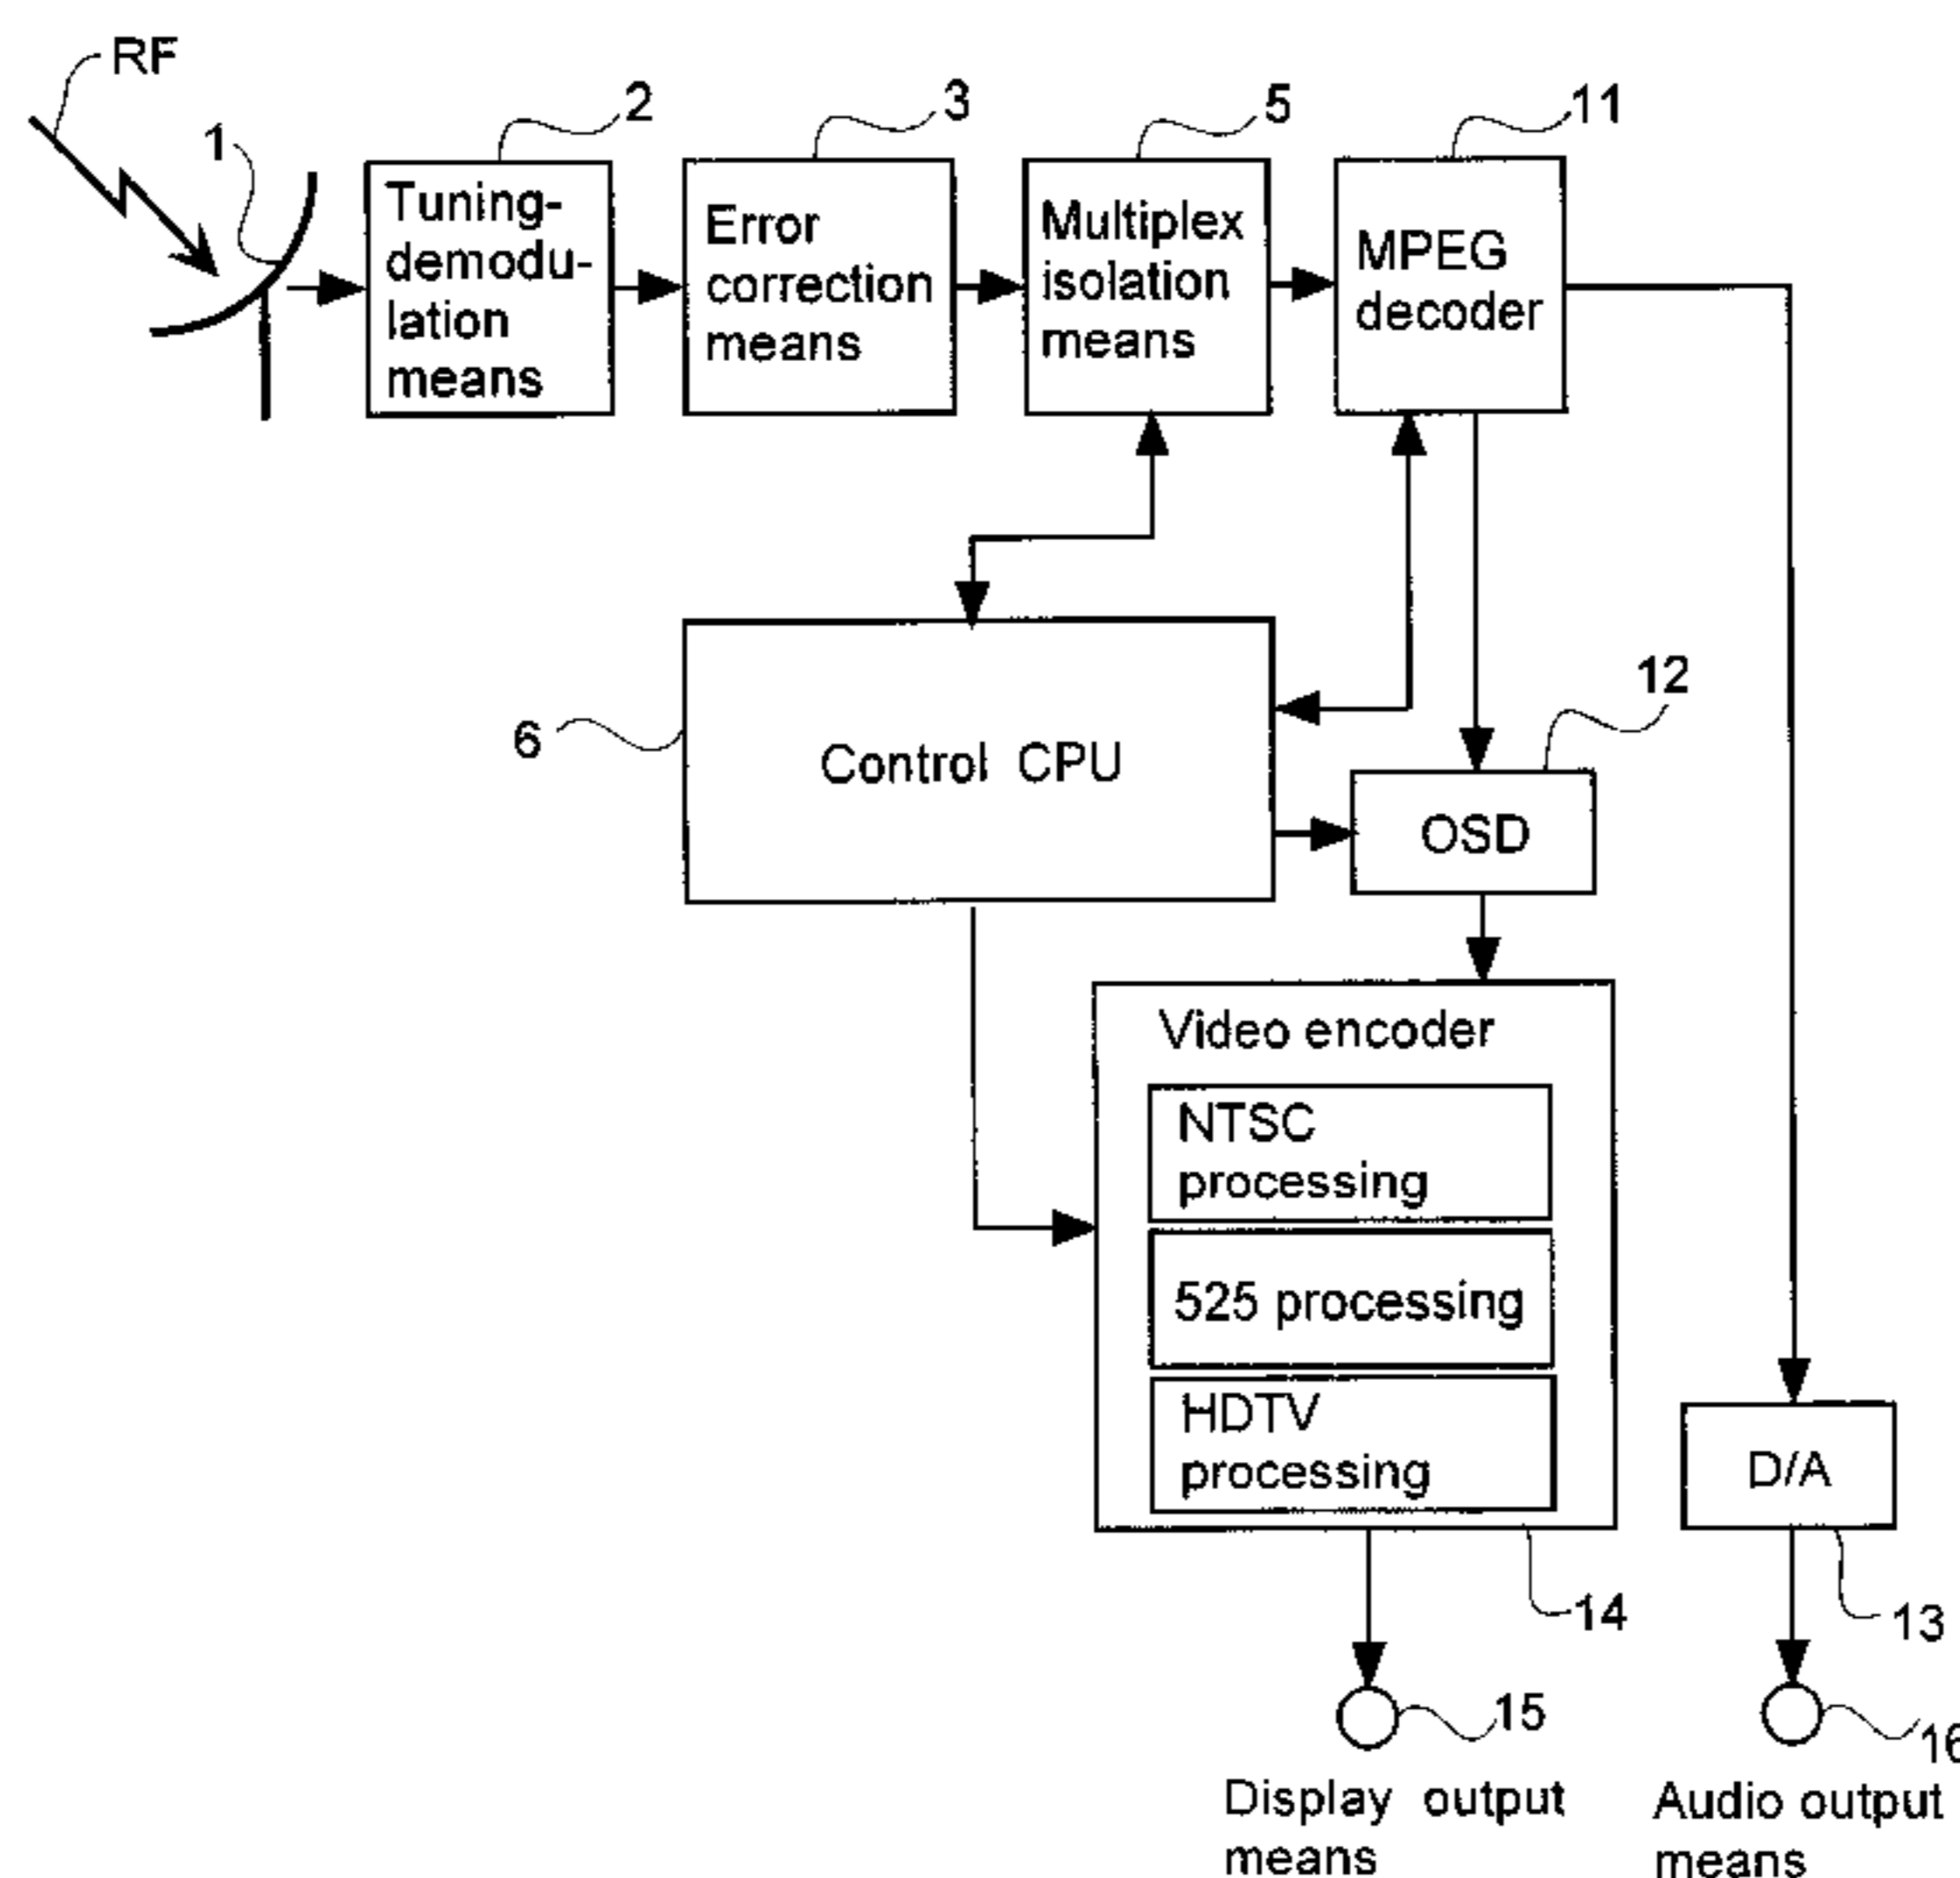 RF
1
2
3
5
11
Tuning-
demodu-
lation
means
Error
correction
means
Multiplex
isolation
means
MPEG
decoder
6
Control CPU
12
OSD
Video encoder
NTSC
processing
525 processing
HDTV
processing
D/A
14
13
15
16
Display output
means
Audio output
means